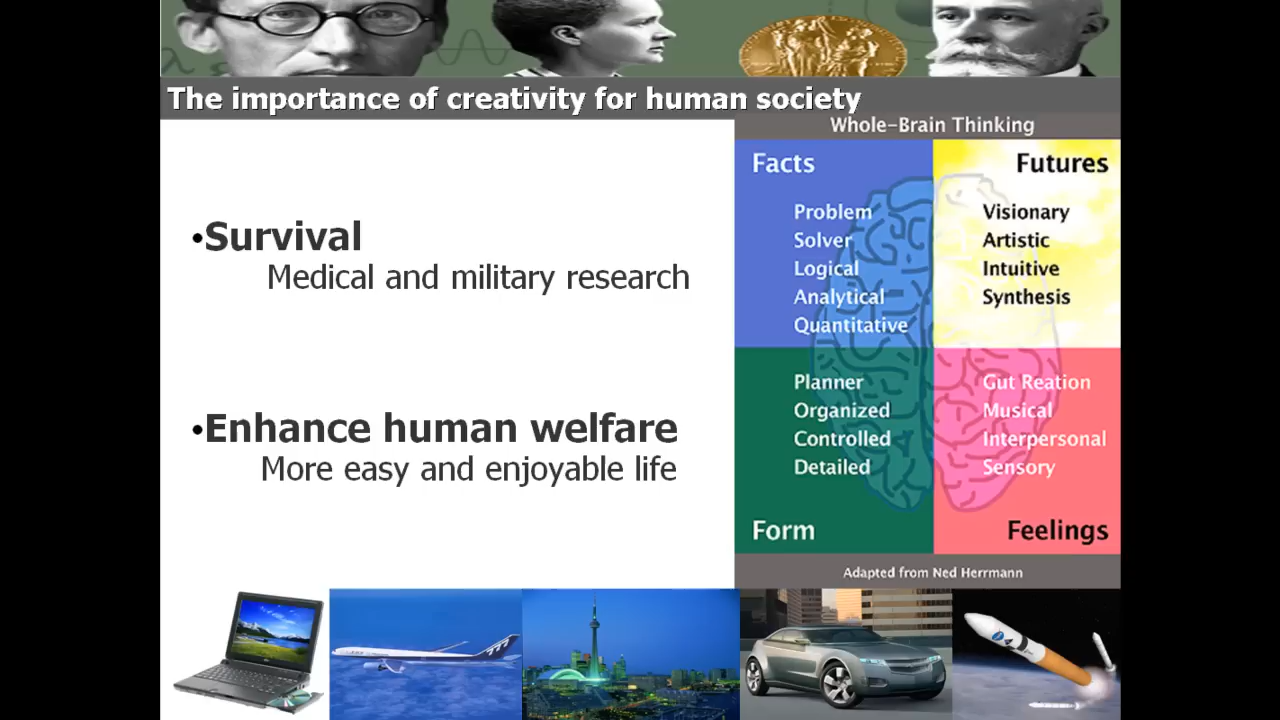 The importance of creativity for human society
•Survival
Medical and military research
•Enhance human welfare
More easy and enjoyable life
Whole-Brain Thinking
Facts
Problem
Solver
Logical
Analytical
Quantitative
Futures
Visionary
Artistic
Intuitive
Synthesis
Planner
Organized
Controlled
Detailed
Form
Gut Reation
Musical
Interpersonal
Sensory
Feelings
Adapted from Ned Herrmann
777